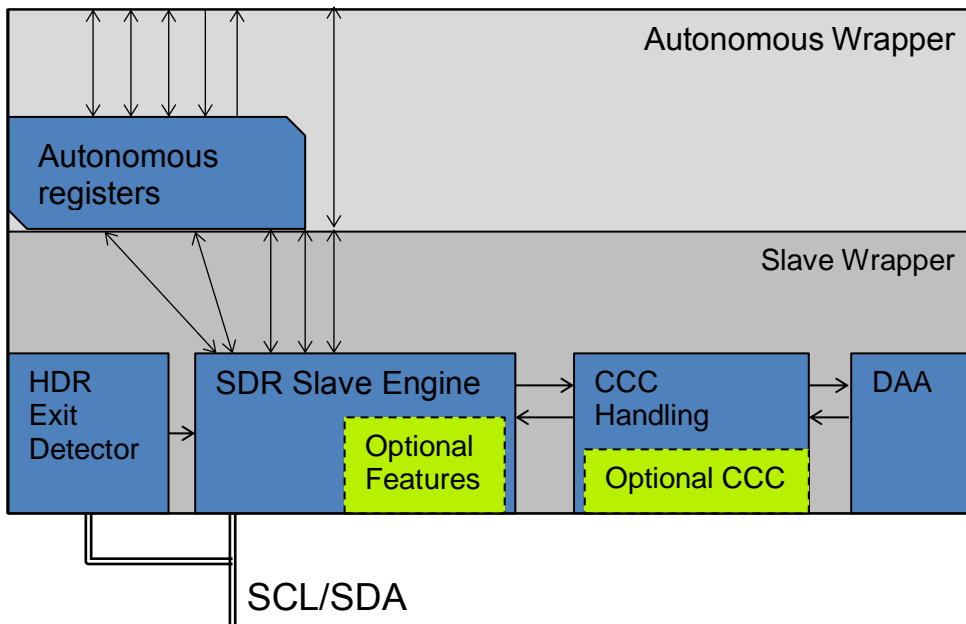 Autonomous Wrapper
Autonomous
registers
Slave Wrapper
HDR
Exit
Detector
SDR Slave Engine
Optional
Features
CCC
Handling
Optional CCC
DAA
SCL/SDA